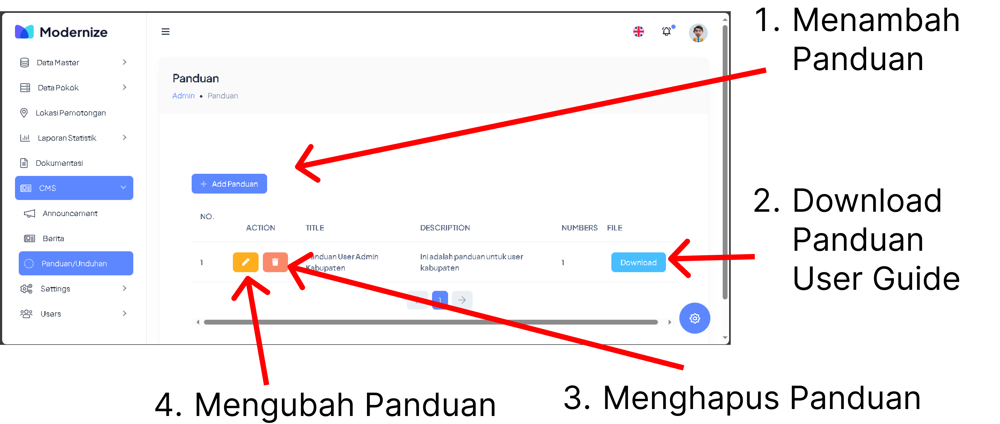 Modernize
Data Master
Data Pokok
Lokasi Pemotongan
Laporan Statistik
Dokumentasi
CMS
Announcement
Berita
Panduan/Unduhan
Settings
Users
Panduan
Admin • Panduan
+ Add Panduan
NO. ACTION TITLE DESCRIPTION NUMBERS FILE
1 Panduan User Admin Kabupaten Ini adalah panduan untuk user kabupaten 1 Download
1
1. Menambah
Panduan
2. Download
Panduan
User Guide
3. Menghapus Panduan
4. Mengubah Panduan